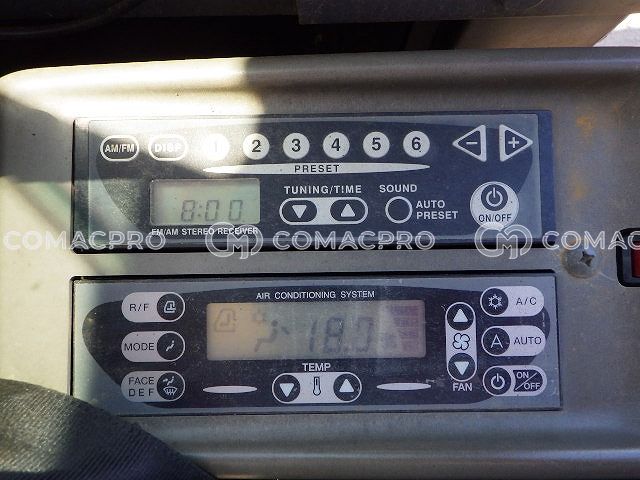 AM/FM DISP 1 2 3 4 5 6 - +
PRESET
8:00
TUNING/TIME SOUND
AUTO
PRESET
ON/OFF
FM/AM STEREO RECEIVER
COMACPRO COMACPRO COMAC
AIR CONDITIONING SYSTEM
R/F
MODE
FACE
DEF
18.0
TEMP
FAN
A/C
A AUTO
ON/OFF